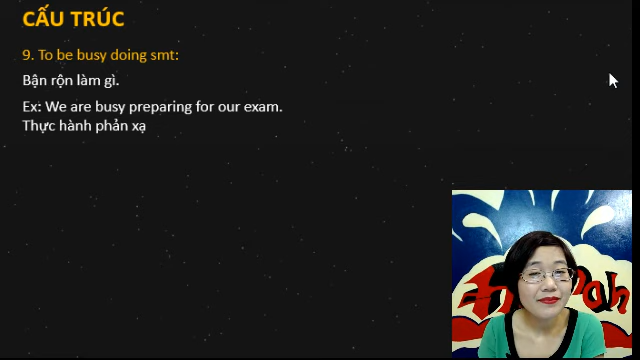 CẤU TRÚC
9. To be busy doing smt:
Bận rộn làm gì.
Ex: We are busy preparing for our exam.
Thực hành phản xạ